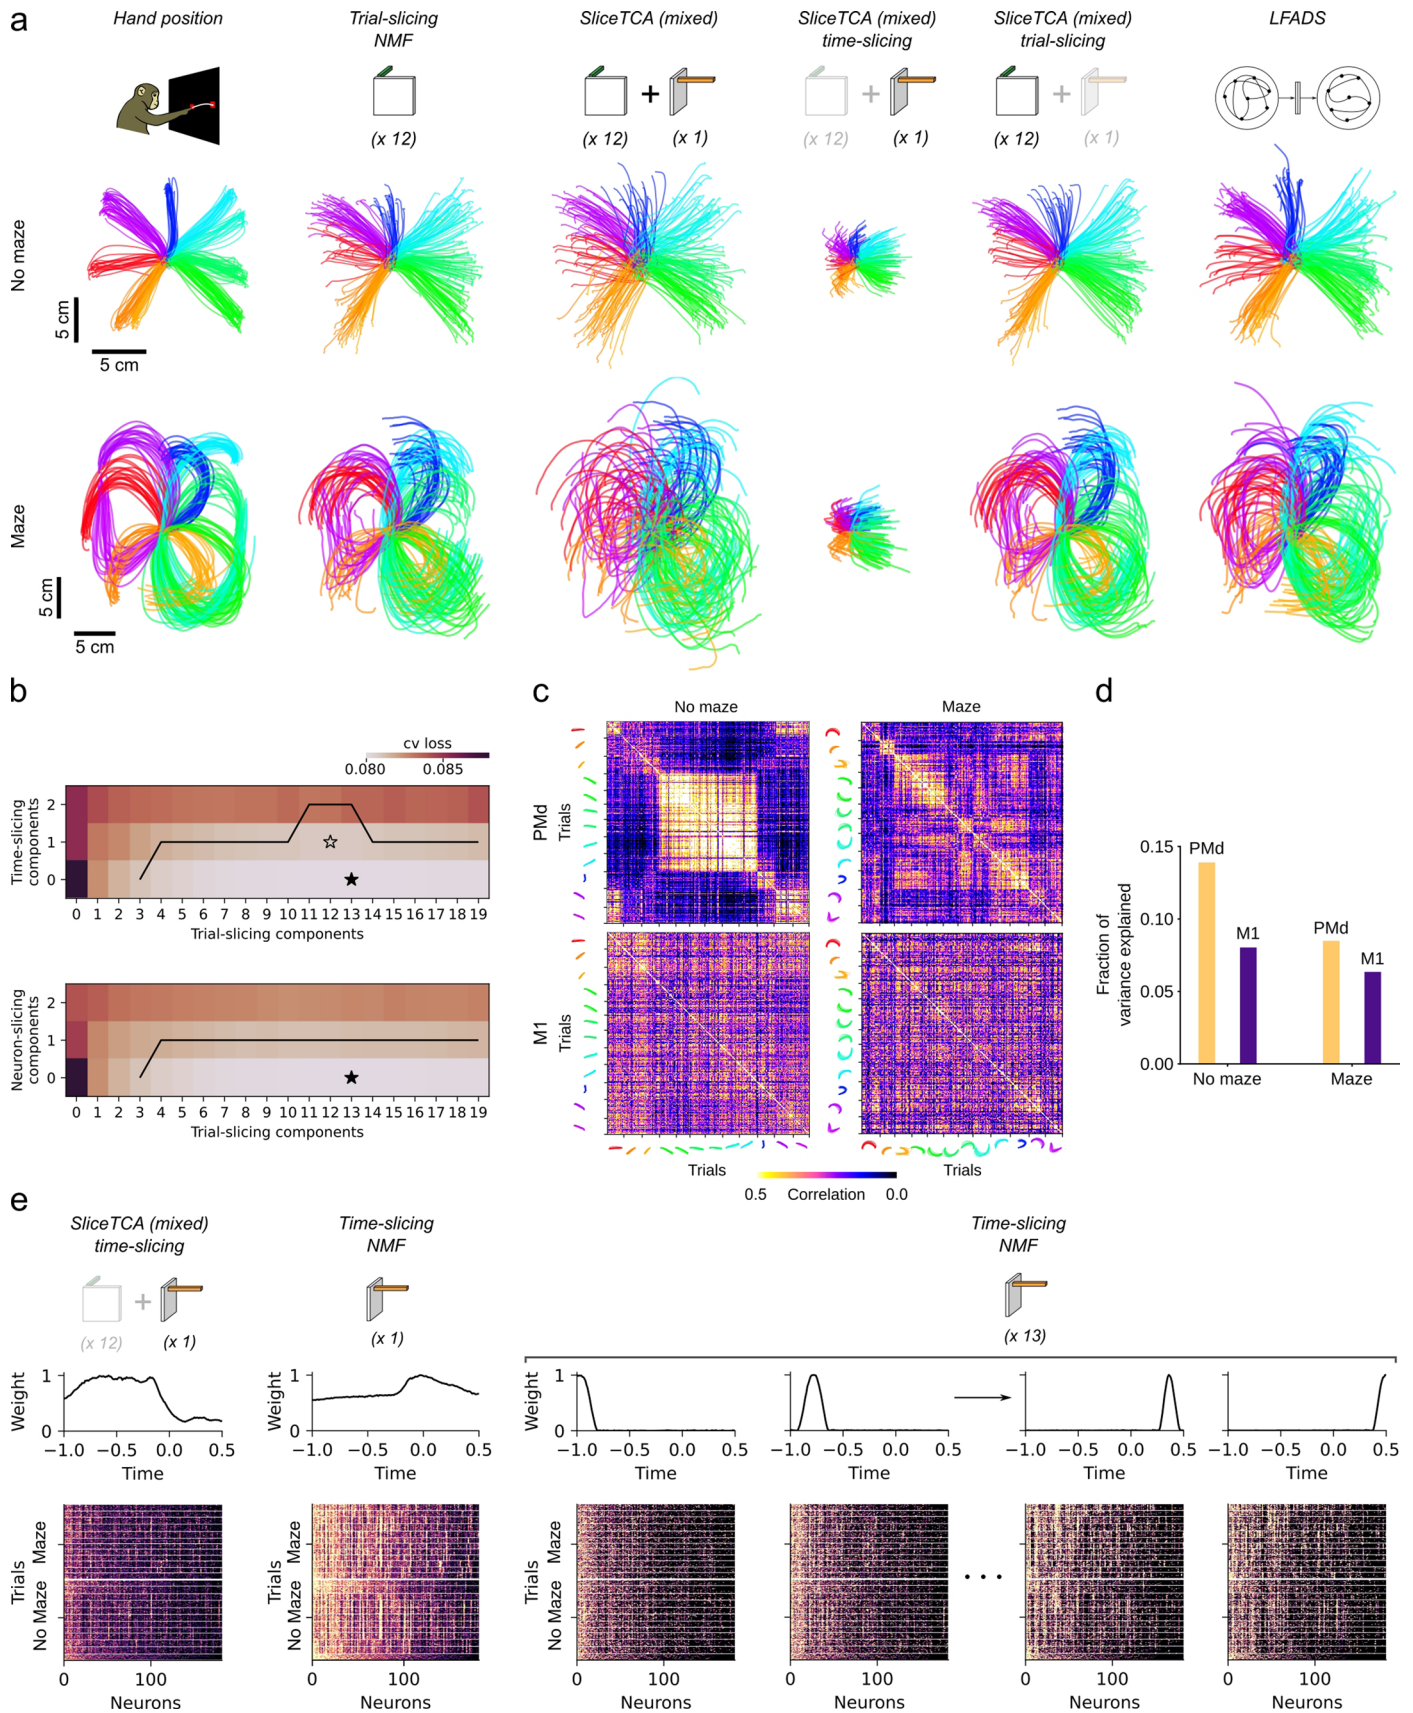 a
Hand position
Trial-slicing
NMF
SliceTCA (mixed)
SliceTCA (mixed)
time-slicing
SliceTCA (mixed)
trial-slicing
LFADS
(x 12)
+
(x 12)
(x 1)
+
(x 12)
(x 1)
+
(x 12)
(x 1)
No maze
5 cm
5 cm
Maze
5 cm
5 cm
b
cv loss
0.080
0.085
Time-slicing
components
2
1
0
0 1 2 3 4 5 6 7 8 9 10 11 12 13 14 15 16 17 18 19
Trial-slicing components
Neuron-slicing
components
2
1
0
0 1 2 3 4 5 6 7 8 9 10 11 12 13 14 15 16 17 18 19
Trial-slicing components
c
No maze
Maze
PMd
Trials
M1
Trials
Trials
Trials
0.5 Correlation 0.0
d
Fraction of
variance explained
0.15
0.10
0.05
0.00
PMd
M1
PMd
M1
No maze
Maze
e
SliceTCA (mixed)
time-slicing
+
(x 12)
(x 1)
Time-slicing
NMF
(x 1)
Time-slicing
NMF
(x 13)
Weight
1
0
−1.0 −0.5 0.0 0.5
Time
Weight
1
0
−1.0 −0.5 0.0 0.5
Time
Weight
1
0
−1.0 −0.5 0.0 0.5
Time
1
0
−1.0 −0.5 0.0 0.5
Time
1
0
−1.0 −0.5 0.0 0.5
Time
1
0
−1.0 −0.5 0.0 0.5
Time
Trials
No Maze Maze
0 100
Neurons
Trials
No Maze Maze
0 100
Neurons
Trials
No Maze Maze
0 100
Neurons
0 100
Neurons
• • •
0 100
Neurons
0 100
Neurons